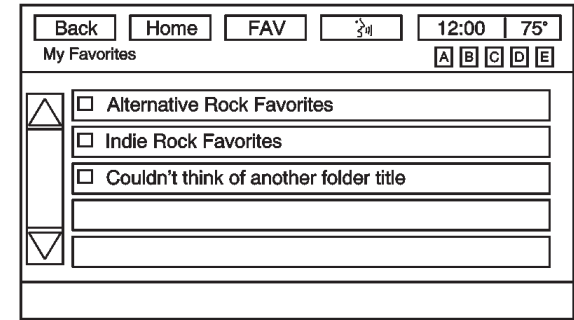 Back Home FAV 12:00 75°
My Favorites A B C D E
Alternative Rock Favorites
Indie Rock Favorites
Couldn't think of another folder title